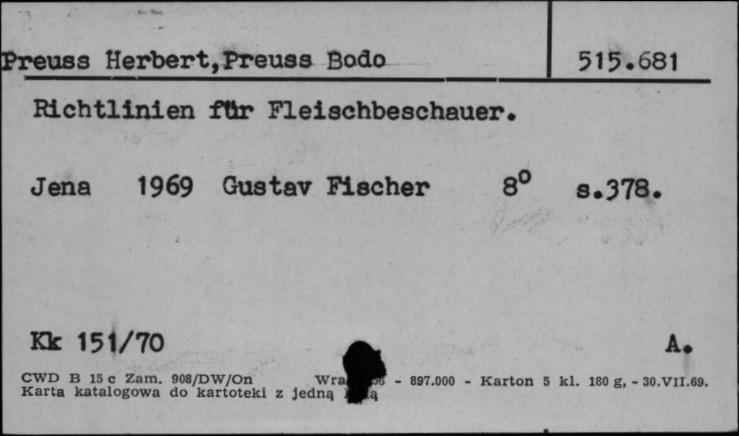 Preuss Herbert,Preuss Bodo 515.681
Richtlinien für Fleischbeschauer.
Jena 1969 Gustav Fischer 8° s.378.
Kk 151/70 A.
CWD B 15 c Zam. 908/DW/On - 897.000 - Karton 5 kl. 180 g, - 30.VII.69.
Karta katalogowa do kartoteki z jedną